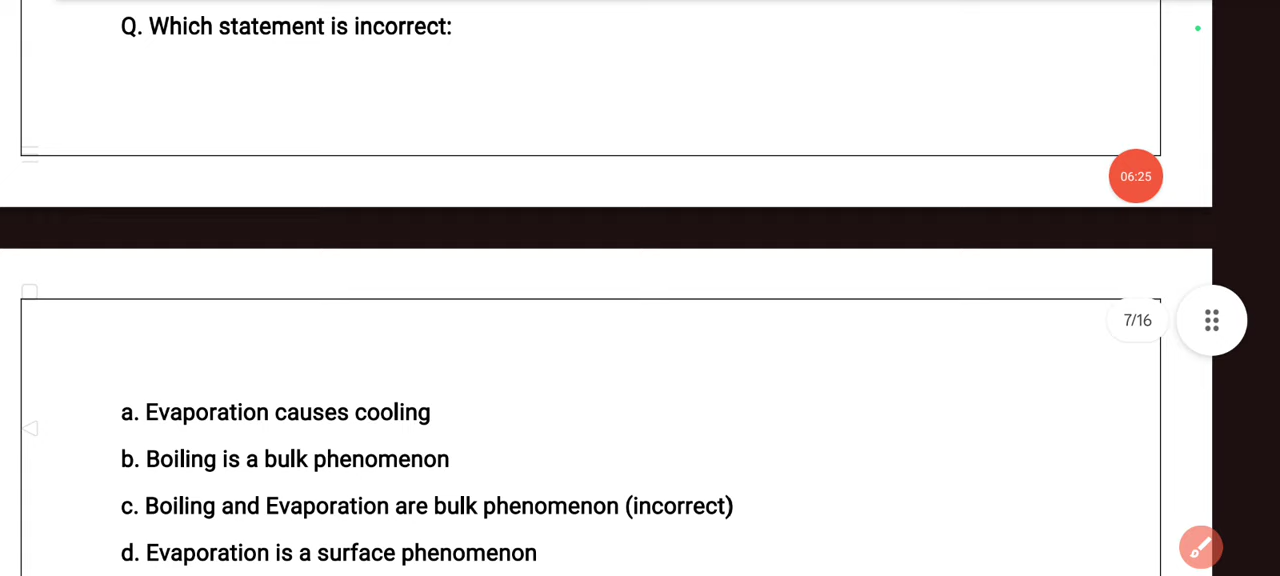 Q. Which statement is incorrect:
06:25
7/16
a. Evaporation causes cooling
b. Boiling is a bulk phenomenon
c. Boiling and Evaporation are bulk phenomenon (incorrect)
d. Evaporation is a surface phenomenon